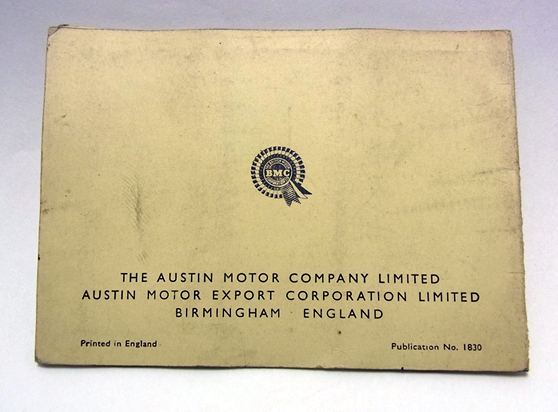 BMC
THE AUSTIN MOTOR COMPANY LIMITED
AUSTIN MOTOR EXPORT CORPORATION LIMITED
BIRMINGHAM · ENGLAND
Printed in England
Publication No. 1830